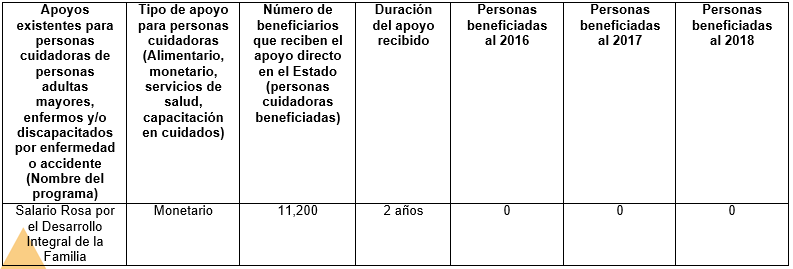 Apoyos
existentes para
personas
cuidadoras de
personas
adultas
mayores,
enfermos y/o
discapacitados
por enfermedad
o accidente
(Nombre del
programa)
Tipo de apoyo
para personas
cuidadoras
(Alimentario,
monetario,
servicios de
salud,
capacitación
en cuidados)
Número de
beneficiarios
que reciben el
apoyo directo
en el Estado
(personas
cuidadoras
beneficiadas)
Duración
del apoyo
recibido
Personas
beneficiadas
al 2016
Personas
beneficiadas
al 2017
Personas
beneficiadas
al 2018
Salario Rosa por
el Desarrollo
Integral de la
Familia
Monetario
11,200
2 años
0
0
0